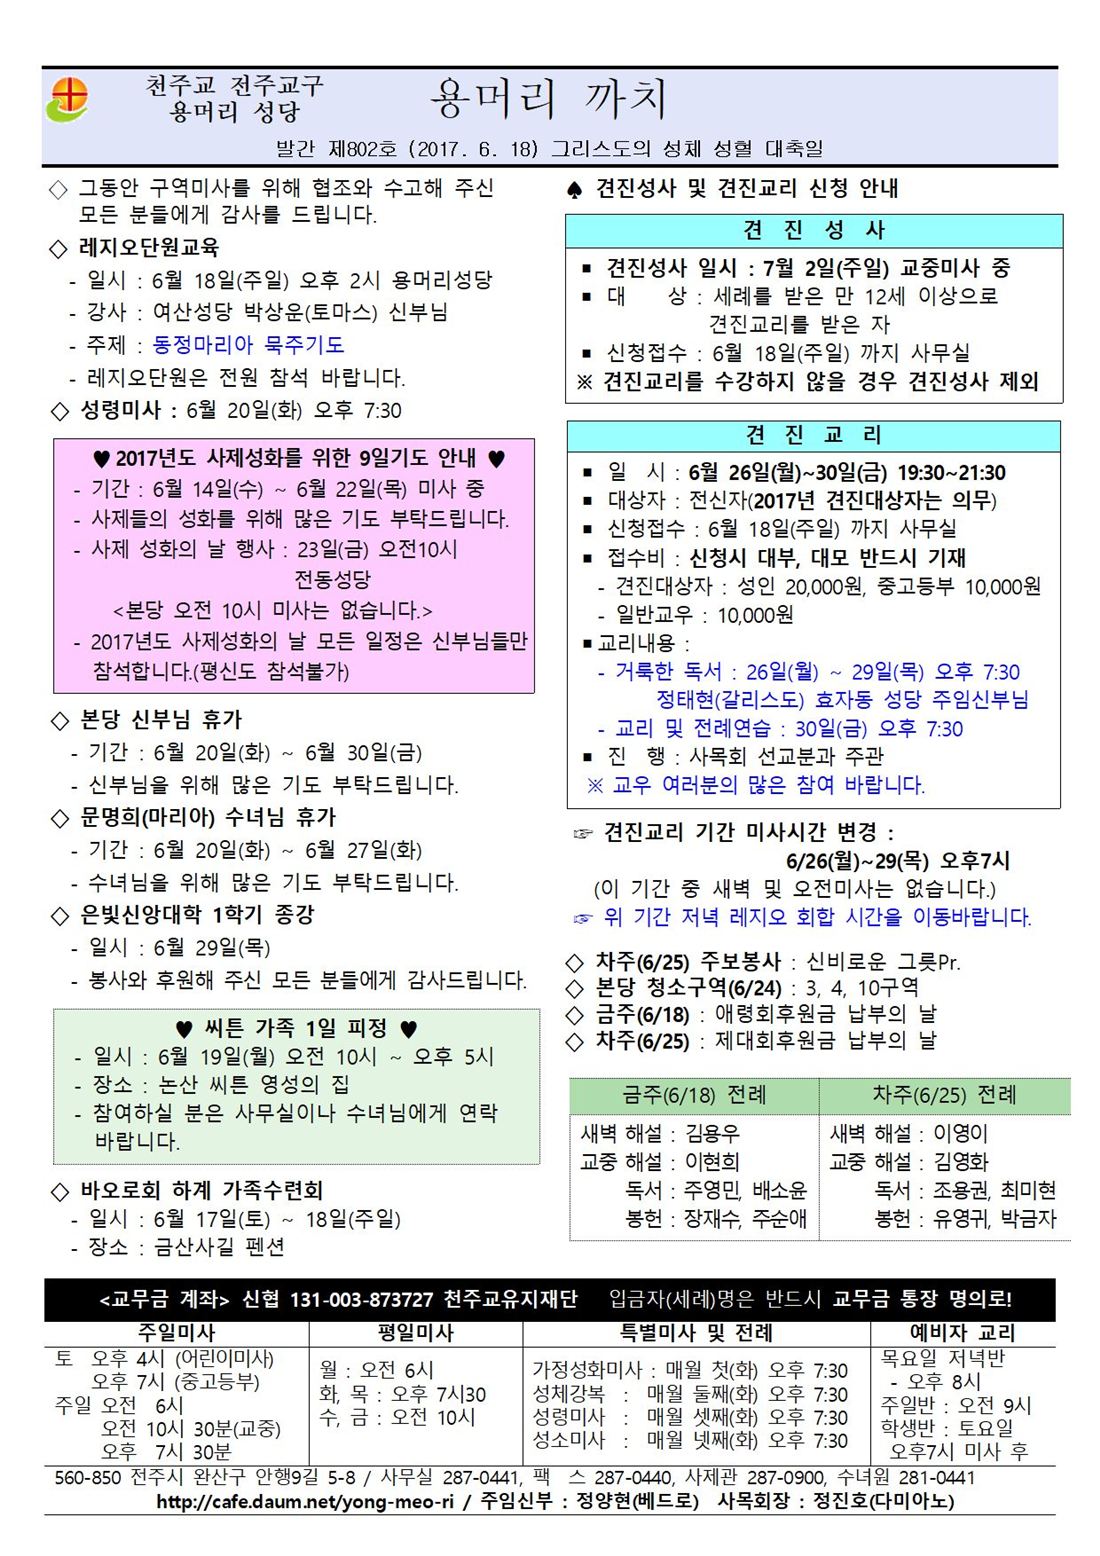 천주교 전주교구
용머리 성당
용머리 까치
발간 제802호 (2017. 6. 18) 그리스도의 성체 성혈 대축일
◇ 그동안 구역미사를 위해 협조와 수고해 주신
모든 분들에게 감사를 드립니다.
◇ 레지오단원교육
- 일시 : 6월 18일(주일) 오후 2시 용머리성당
- 강사 : 여산성당 박상운(토마스) 신부님
- 주제 : 동정마리아 묵주기도
- 레지오단원은 전원 참석 바랍니다.
◇ 성령미사 : 6월 20일(화) 오후 7:30
♥ 2017년도 사제성화를 위한 9일기도 안내 ♥
- 기간 : 6월 14일(수) ~ 6월 22일(목) 미사 중
- 사제들의 성화를 위해 많은 기도 부탁드립니다.
- 사제 성화의 날 행사 : 23일(금) 오전10시
전동성당
<본당 오전 10시 미사는 없습니다.>
- 2017년도 사제성화의 날 모든 일정은 신부님들만
참석합니다.(평신도 참석불가)
◇ 본당 신부님 휴가
- 기간 : 6월 20일(화) ~ 6월 30일(금)
- 신부님을 위해 많은 기도 부탁드립니다.
◇ 문명희(마리아) 수녀님 휴가
- 기간 : 6월 20일(화) ~ 6월 27일(화)
- 수녀님을 위해 많은 기도 부탁드립니다.
◇ 은빛신앙대학 1학기 종강
- 일시 : 6월 29일(목)
- 봉사와 후원해 주신 모든 분들에게 감사드립니다.
♥ 씨튼 가족 1일 피정 ♥
- 일시 : 6월 19일(월) 오전 10시 ~ 오후 5시
- 장소 : 논산 씨튼 영성의 집
- 참여하실 분은 사무실이나 수녀님에게 연락
바랍니다.
◇ 바오로회 하계 가족수련회
- 일시 : 6월 17일(토) ~ 18일(주일)
- 장소 : 금산사길 펜션
♠ 견진성사 및 견진교리 신청 안내
견 진 성 사
▪ 견진성사 일시 : 7월 2일(주일) 교중미사 중
▪ 대 상 : 세례를 받은 만 12세 이상으로
견진교리를 받은 자
▪ 신청접수 : 6월 18일(주일) 까지 사무실
※ 견진교리를 수강하지 않을 경우 견진성사 제외
견 진 교 리
▪ 일 시 : 6월 26일(월)~30일(금) 19:30~21:30
▪ 대상자 : 전신자(2017년 견진대상자는 의무)
▪ 신청접수 : 6월 18일(주일) 까지 사무실
▪ 접수비 : 신청시 대부, 대모 반드시 기재
- 견진대상자 : 성인 20,000원, 중고등부 10,000원
- 일반교우 : 10,000원
▪교리내용 :
- 거룩한 독서 : 26일(월) ~ 29일(목) 오후 7:30
정태현(갈리스도) 효자동 성당 주임신부님
- 교리 및 전례연습 : 30일(금) 오후 7:30
▪ 진 행 : 사목회 선교분과 주관
※ 교우 여러분의 많은 참여 바랍니다.
☞ 견진교리 기간 미사시간 변경 :
6/26(월)~29(목) 오후7시
(이 기간 중 새벽 및 오전미사는 없습니다.)
☞ 위 기간 저녁 레지오 회합 시간을 이동바랍니다.
◇ 차주(6/25) 주보봉사 : 신비로운 그릇Pr.
◇ 본당 청소구역(6/24) : 3, 4, 10구역
◇ 금주(6/18) : 애령회후원금 납부의 날
◇ 차주(6/25) : 제대회후원금 납부의 날
금주(6/18) 전례 차주(6/25) 전례
새벽 해설 : 김용우 새벽 해설 : 이영이
교중 해설 : 이현희 교중 해설 : 김영화
독서 : 주영민, 배소윤 독서 : 조용권, 최미현
봉헌 : 장재수, 주순애 봉헌 : 유영귀, 박금자
<교무금 계좌> 신협 131-003-873727 천주교유지재단 입금자(세례)명은 반드시 교무금 통장 명의로!
주일미사 평일미사 특별미사 및 전례 예비자 교리
토 오후 4시 (어린이미사)
오후 7시 (중고등부)
주일 오전 6시
오전 10시 30분(교중)
오후 7시 30분
월 : 오전 6시
화, 목 : 오후 7시30
수, 금 : 오전 10시
가정성화미사 : 매월 첫(화) 오후 7:30
성체강복 : 매월 둘째(화) 오후 7:30
성령미사 : 매월 셋째(화) 오후 7:30
성소미사 : 매월 넷째(화) 오후 7:30
목요일 저녁반
- 오후 8시
주일반 : 오전 9시
학생반 : 토요일
오후7시 미사 후
560-850 전주시 완산구 안행9길 5-8 / 사무실 287-0441, 팩 스 287-0440, 사제관 287-0900, 수녀원 281-0441
http://cafe.daum.net/yong-meo-ri / 주임신부 : 정양현(베드로) 사목회장 : 정진호(다미아노)